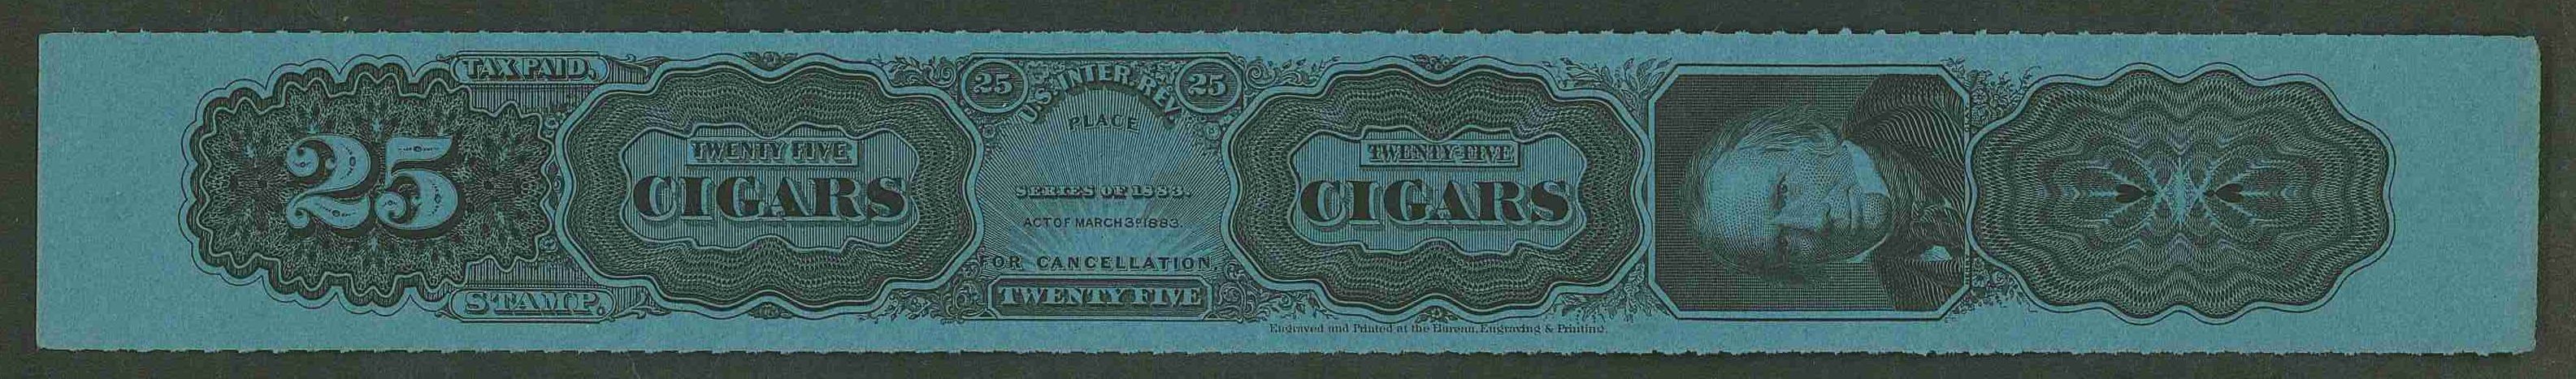 TAX PAID.
25
STAMP.
TWENTY FIVE
CIGARS
25 U.S. INTER. REV. 25
PLACE
SERIES OF 1883.
ACT OF MARCH 3D 1883.
FOR CANCELLATION.
TWENTY FIVE
TWENTY-FIVE
CIGARS
Engraved and Printed at the Bureau, Engraving & Printing.